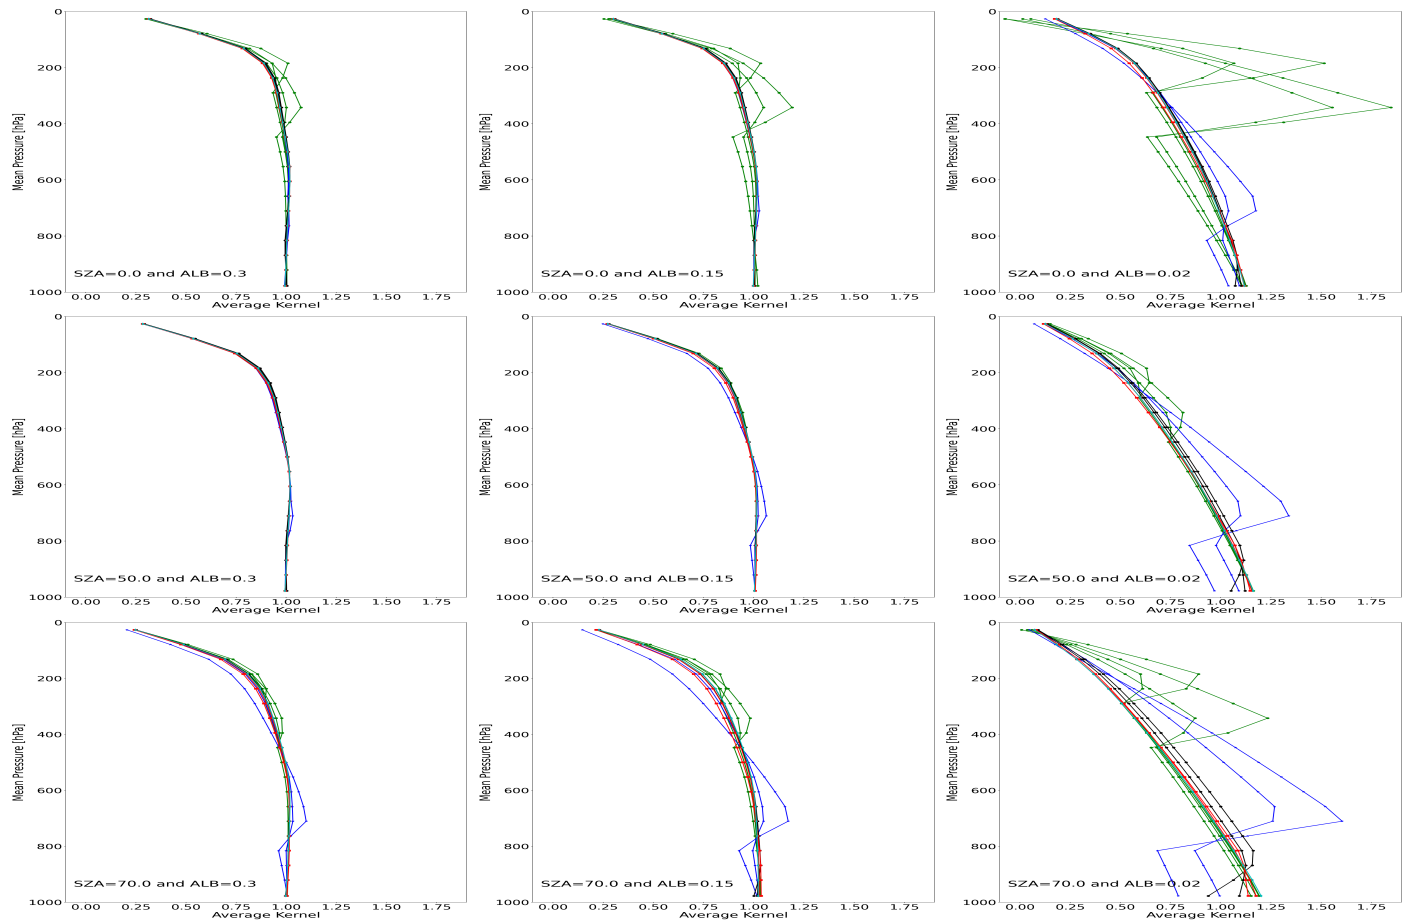 0
200
400
600
800
1000
Mean Pressure [hPa]
SZA=0.0 and ALB=0.3
0.00 0.25 0.50 0.75 1.00 1.25 1.50 1.75
Average Kernel
0
200
400
600
800
1000
Mean Pressure [hPa]
SZA=0.0 and ALB=0.15
0.00 0.25 0.50 0.75 1.00 1.25 1.50 1.75
Average Kernel
0
200
400
600
800
1000
Mean Pressure [hPa]
SZA=0.0 and ALB=0.02
0.00 0.25 0.50 0.75 1.00 1.25 1.50 1.75
Average Kernel
0
200
400
600
800
1000
Mean Pressure [hPa]
SZA=50.0 and ALB=0.3
0.00 0.25 0.50 0.75 1.00 1.25 1.50 1.75
Average Kernel
0
200
400
600
800
1000
Mean Pressure [hPa]
SZA=50.0 and ALB=0.15
0.00 0.25 0.50 0.75 1.00 1.25 1.50 1.75
Average Kernel
0
200
400
600
800
1000
Mean Pressure [hPa]
SZA=50.0 and ALB=0.02
0.00 0.25 0.50 0.75 1.00 1.25 1.50 1.75
Average Kernel
0
200
400
600
800
1000
Mean Pressure [hPa]
SZA=70.0 and ALB=0.3
0.00 0.25 0.50 0.75 1.00 1.25 1.50 1.75
Average Kernel
0
200
400
600
800
1000
Mean Pressure [hPa]
SZA=70.0 and ALB=0.15
0.00 0.25 0.50 0.75 1.00 1.25 1.50 1.75
Average Kernel
0
200
400
600
800
1000
Mean Pressure [hPa]
SZA=70.0 and ALB=0.02
0.00 0.25 0.50 0.75 1.00 1.25 1.50 1.75
Average Kernel